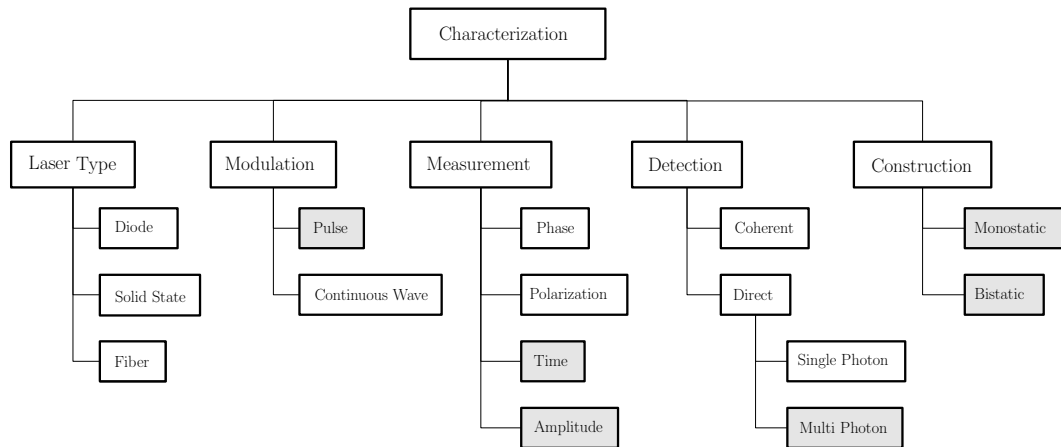 Characterization
Laser Type
Modulation
Measurement
Detection
Construction
Diode
Solid State
Fiber
Pulse
Continuous Wave
Phase
Polarization
Time
Amplitude
Coherent
Direct
Single Photon
Multi Photon
Monostatic
Bistatic